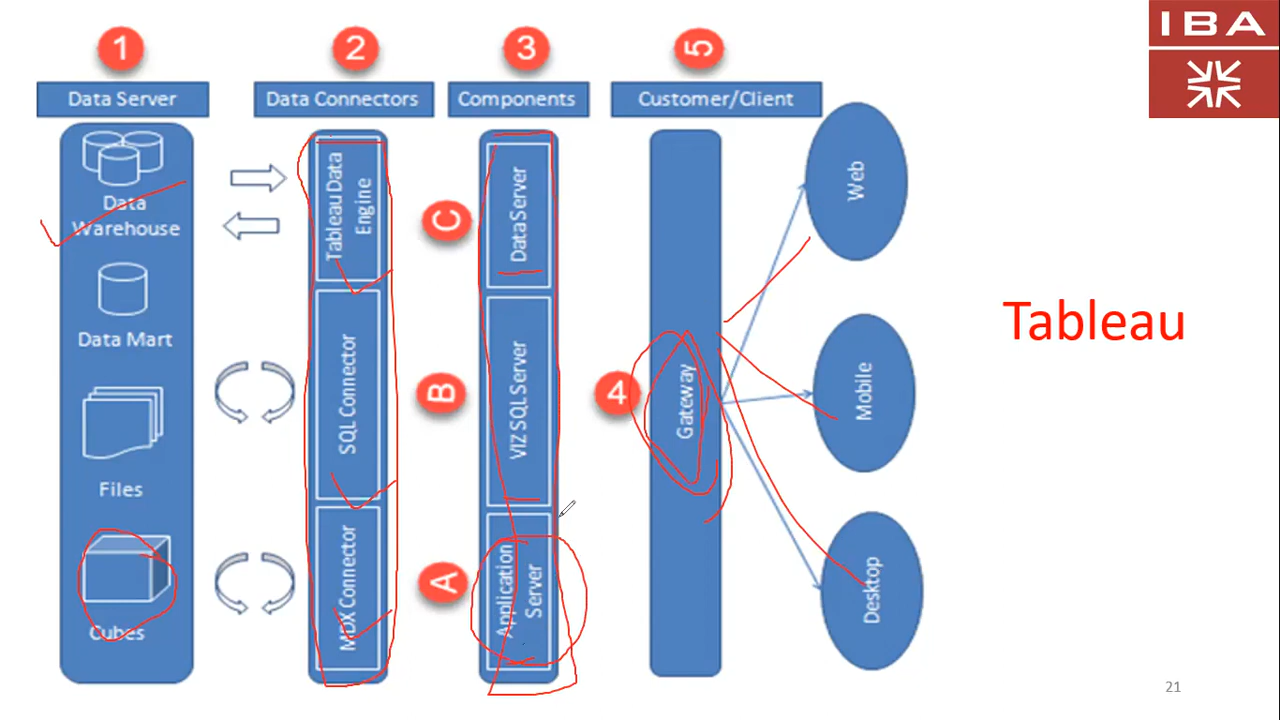 IBA
1
2
3
5
Data Server
Data Connectors
Components
Customer/Client
Data
Warehouse
Data Mart
Files
Cubes
Tableau Data
Engine
SQL Connector
MDX Connector
C
B
A
Data Server
VIZ SQL Server
Application
Server
4
Gateway
Web
Mobile
Desktop
Tableau
21